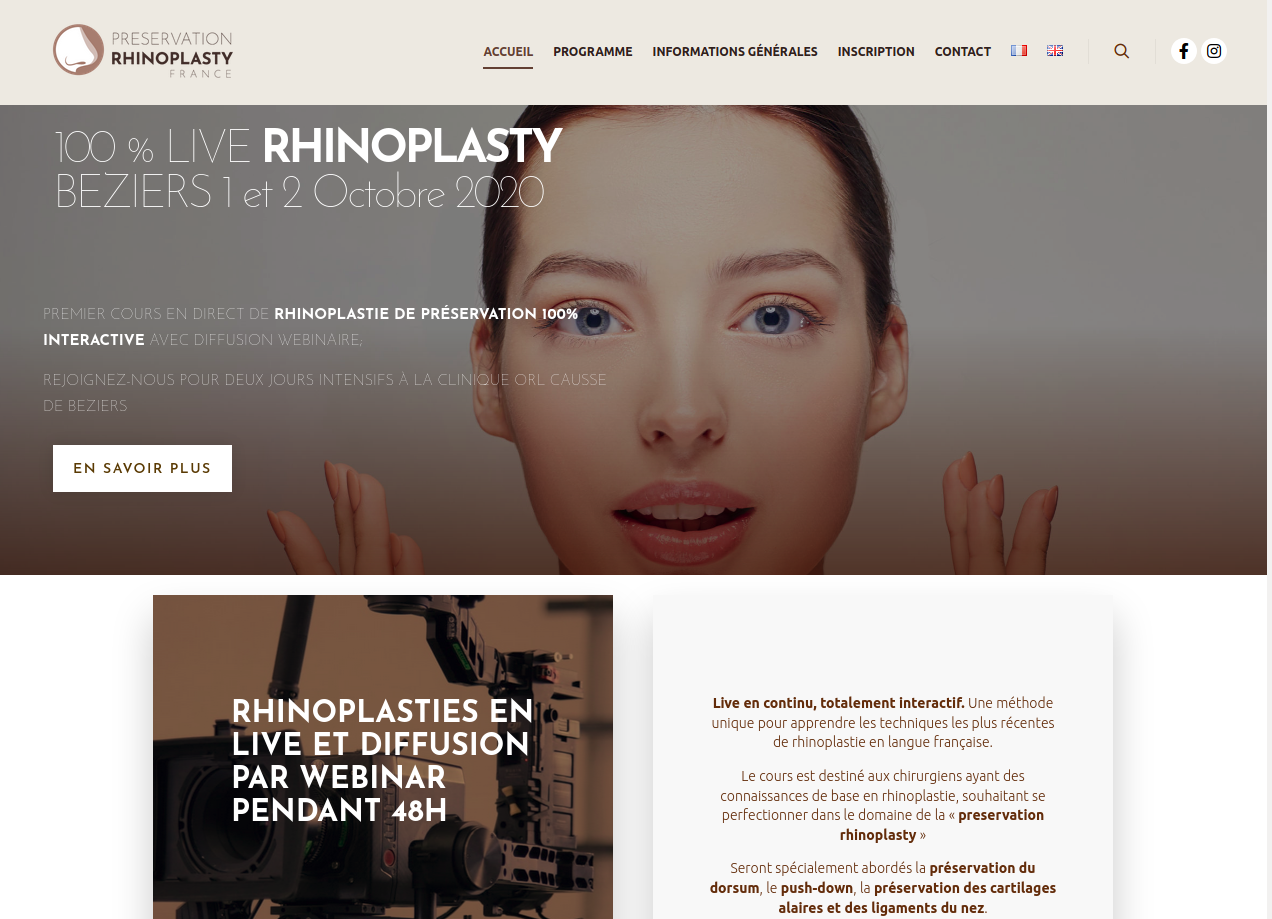 PRESERVATION
RHINOPLASTY
FRANCE
ACCUEIL PROGRAMME INFORMATIONS GÉNÉRALES INSCRIPTION CONTACT
100 % LIVE RHINOPLASTY
BEZIERS 1 et 2 Octobre 2020
PREMIER COURS EN DIRECT DE RHINOPLASTIE DE PRÉSERVATION 100%
INTERACTIVE AVEC DIFFUSION WEBINAIRE;
REJOIGNEZ-NOUS POUR DEUX JOURS INTENSIFS À LA CLINIQUE ORL CAUSSE
DE BEZIERS
EN SAVOIR PLUS
RHINOPLASTIES EN
LIVE ET DIFFUSION
PAR WEBINAR
PENDANT 48H
Live en continu, totalement interactif. Une méthode
unique pour apprendre les techniques les plus récentes
de rhinoplastie en langue française.
Le cours est destiné aux chirurgiens ayant des
connaissances de base en rhinoplastie, souhaitant se
perfectionner dans le domaine de la « preservation
rhinoplasty »
Seront spécialement abordés la préservation du
dorsum, le push-down, la préservation des cartilages
alaires et des ligaments du nez.